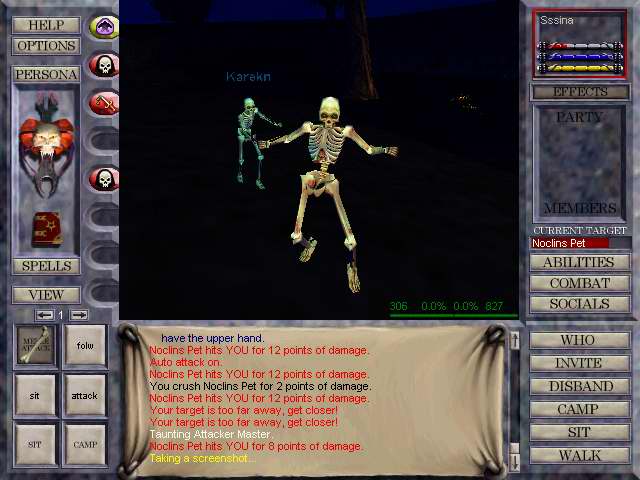 HELP
OPTIONS
PERSONA
SPELLS
VIEW
1
MELEE
ATTACK
folw
sit
attack
SIT
CAMP
Karekn
306 0.0% 0.0% 827
have the upper hand.
Noclins Pet hits YOU for 12 points of damage.
Auto attack on.
Noclins Pet hits YOU for 12 points of damage.
You crush Noclins Pet for 2 points of damage.
Noclins Pet hits YOU for 12 points of damage.
Your target is too far away, get closer!
Your target is too far away, get closer!
Taunting Attacker Master.
Noclins Pet hits YOU for 8 points of damage.
Taking a screenshot...
Sssina
EFFECTS
PARTY
MEMBERS
CURRENT TARGET
Noclins Pet
ABILITIES
COMBAT
SOCIALS
WHO
INVITE
DISBAND
CAMP
SIT
WALK